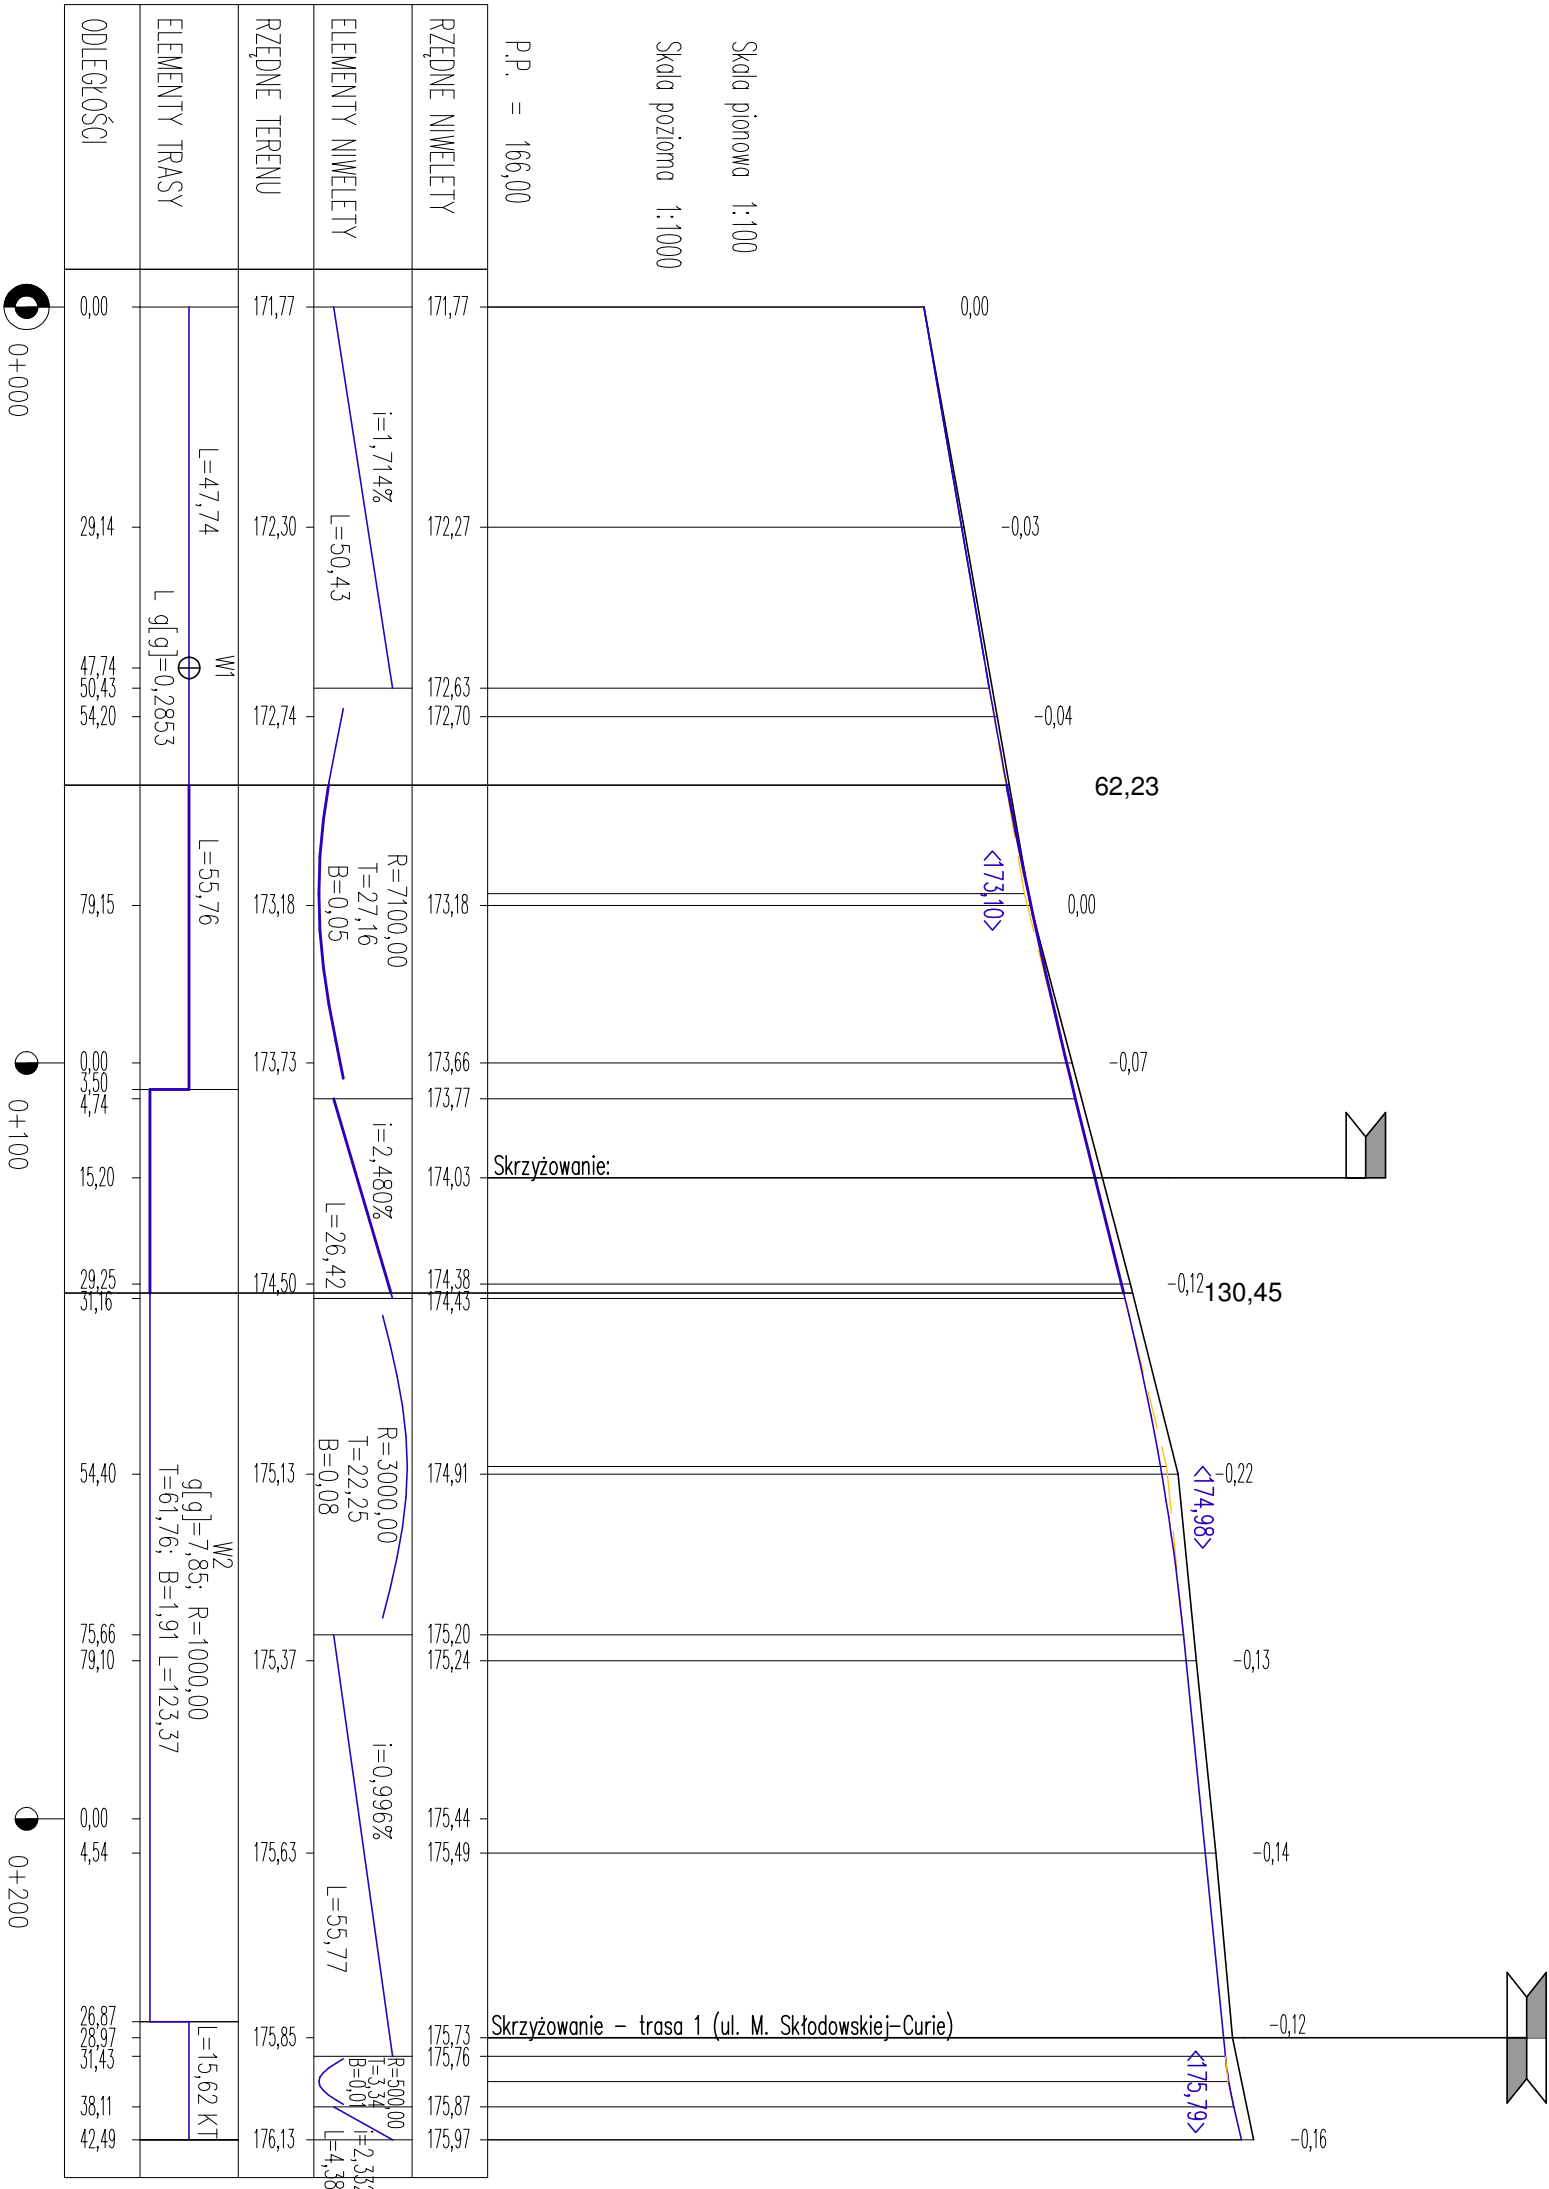 Skala pionowa 1:100
Skala pozioma 1:1000
P.P. = 166,00
0,00
-0,03
-0,04
62,23
0,00
-0,07
-0,12
130,45
-0,22
-0,13
-0,14
-0,12
-0,16
<173,10>
<174,98>
<175,79>
Skrzyżowanie:
Skrzyżowanie – trasa 1 (ul. M. Skłodowskiej-Curie)
RZĘDNE NIWELETY
171,77
172,27
172,63
172,70
173,18
173,66
173,77
174,03
174,38
174,43
174,91
175,20
175,24
175,44
175,49
175,73
175,76
175,87
175,97
ELEMENTY NIWELETY
i=1,714%
L=50,43
R=7100,00
T=27,16
B=0,05
i=2,480%
L=26,42
R=3000,00
T=22,25
B=0,08
i=0,996%
L=55,77
R=500,00
T=3,34
B=0,01
L=4,38
RZĘDNE TERENU
171,77
172,30
172,74
173,18
173,73
174,50
175,13
175,37
175,63
175,85
176,13
ELEMENTY TRASY
L=47,74
W1
L g[g]=0,2853
L=55,76
W2
g[g]=7,85; R=1000,00
T=61,76; B=1,91 L=123,37
L=15,62 KT
ODLEGŁOŚCI
0,00
29,14
47,74
50,43
54,20
79,15
0,00
3,50
4,74
15,20
29,25
31,16
54,40
75,66
79,10
0,00
4,54
26,87
28,97
31,43
38,11
42,49
0+000
0+100
0+200